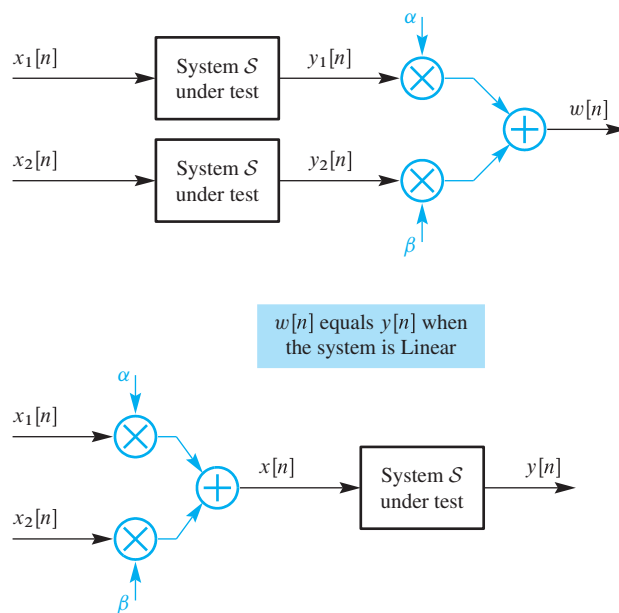 α
x₁[n]
System 𝒮
under test
y₁[n]
w[n]
x₂[n]
System 𝒮
under test
y₂[n]
β
w[n] equals y[n] when
the system is Linear
α
x₁[n]
x[n]
System 𝒮
under test
y[n]
x₂[n]
β